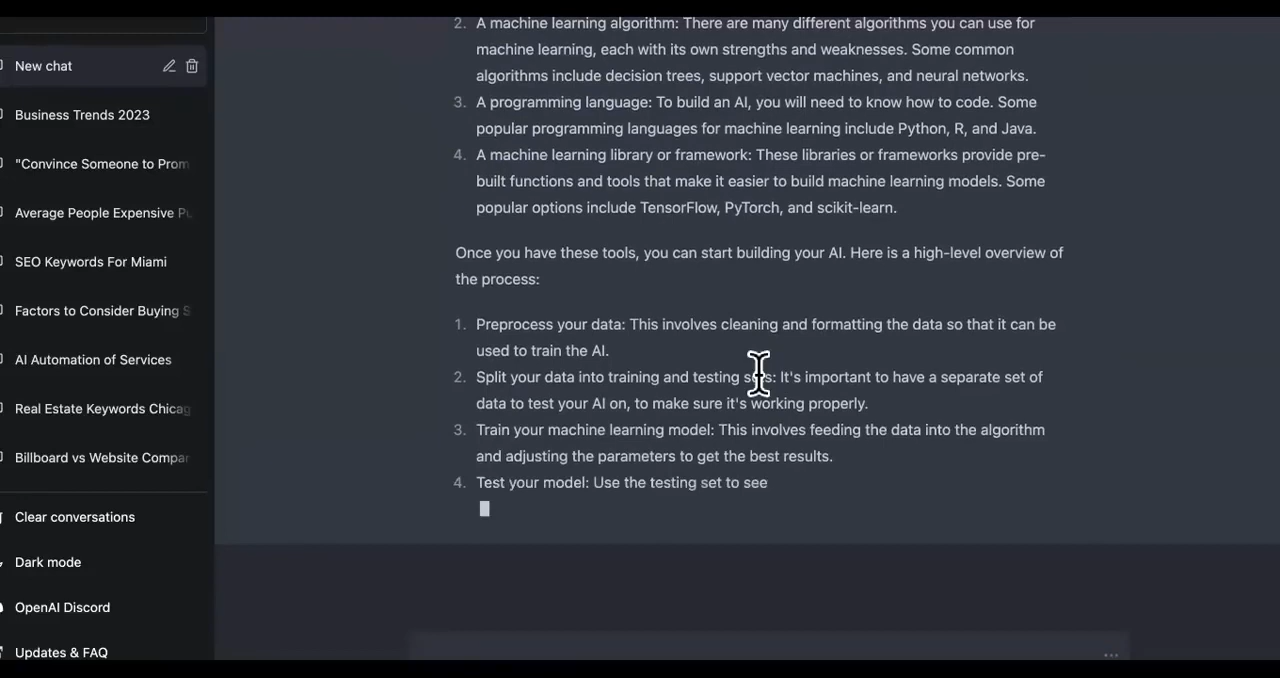 New chat
Business Trends 2023
"Convince Someone to Prom
Average People Expensive Pu
SEO Keywords For Miami
Factors to Consider Buying S
AI Automation of Services
Real Estate Keywords Chicag
Billboard vs Website Compar
Clear conversations
Dark mode
OpenAI Discord
Updates & FAQ
2. A machine learning algorithm: There are many different algorithms you can use for
machine learning, each with its own strengths and weaknesses. Some common
algorithms include decision trees, support vector machines, and neural networks.
3. A programming language: To build an AI, you will need to know how to code. Some
popular programming languages for machine learning include Python, R, and Java.
4. A machine learning library or framework: These libraries or frameworks provide pre-
built functions and tools that make it easier to build machine learning models. Some
popular options include TensorFlow, PyTorch, and scikit-learn.
Once you have these tools, you can start building your AI. Here is a high-level overview of
the process:
1. Preprocess your data: This involves cleaning and formatting the data so that it can be
used to train the AI.
2. Split your data into training and testing sets: It's important to have a separate set of
data to test your AI on, to make sure it's working properly.
3. Train your machine learning model: This involves feeding the data into the algorithm
and adjusting the parameters to get the best results.
4. Test your model: Use the testing set to see